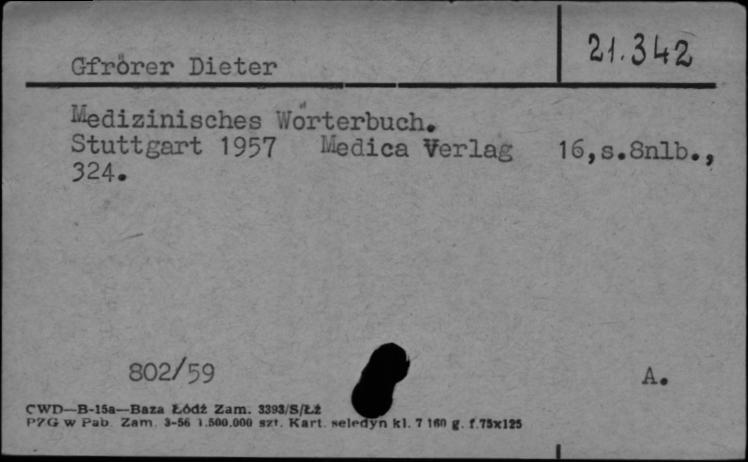 21.342
Gfrörer Dieter
Medizinisches Wörterbuch.
Stuttgart 1957 Medica Verlag 16,s.8nlb.,
324.
802/59
A.
CWD—B-15a—Baza Łódź Zam. 3393/S/Łź
PZG w Pab. Zam. 3-56 1.500.000 szt. Kart. seledyn kl. 7 160 g. f.75x125